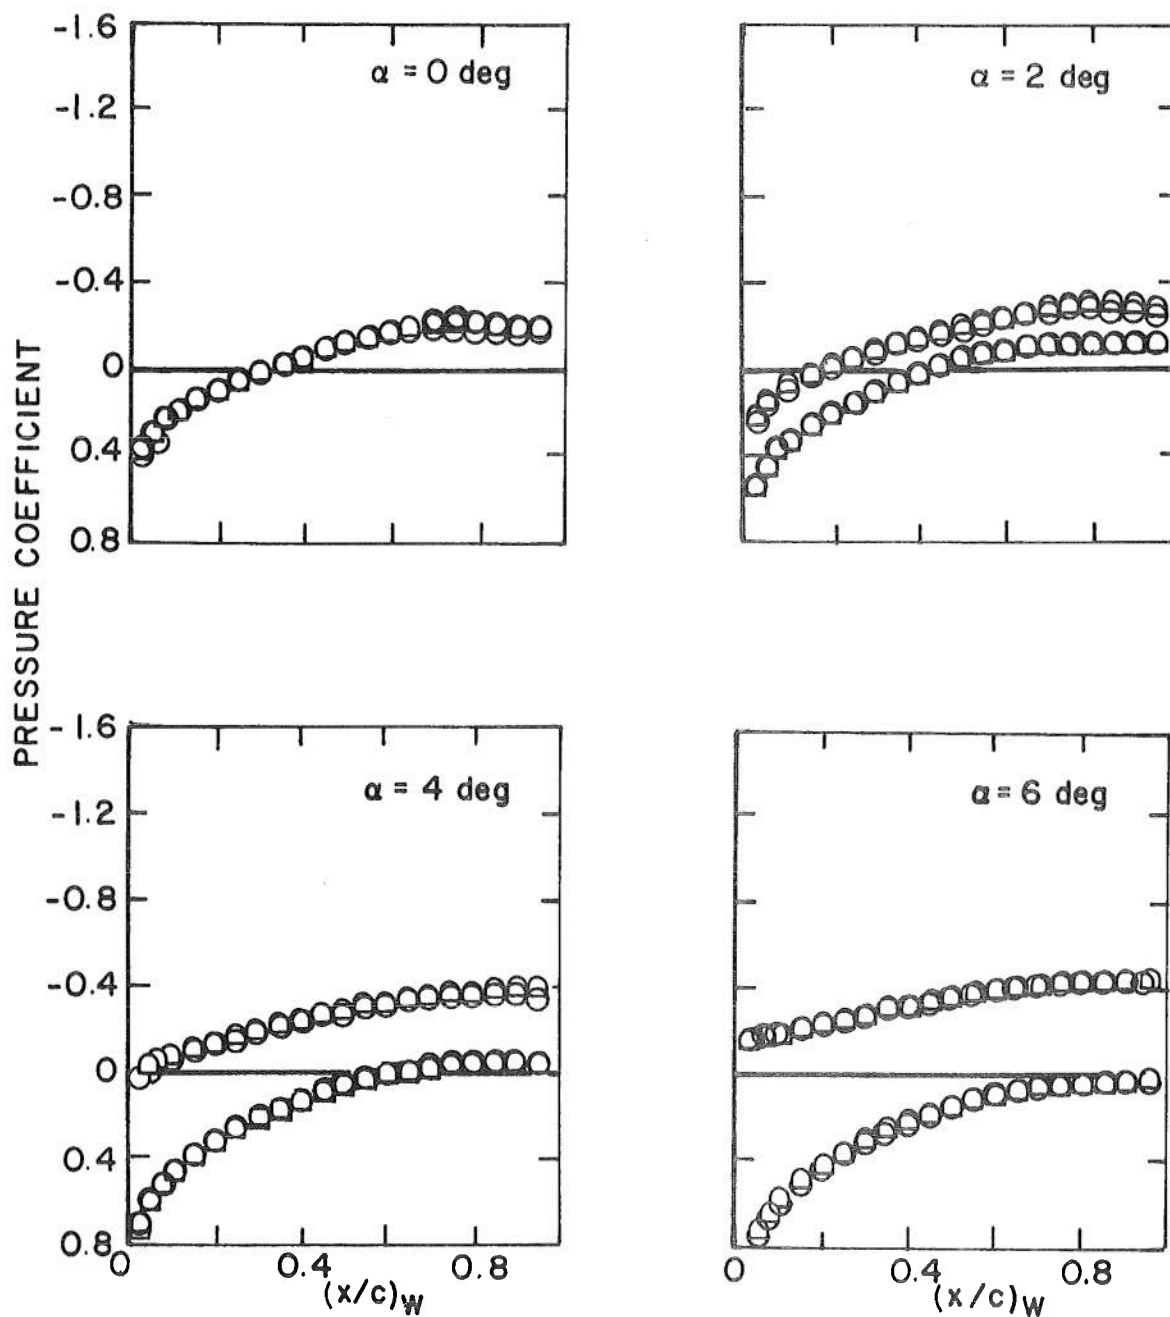 PRESSURE COEFFICIENT
-1.6
-1.2
-0.8
-0.4
0
0.4
0.8
α = 0 deg
α = 2 deg
-1.6
-1.2
-0.8
-0.4
0
0.4
0.8
α = 4 deg
0 0.4 0.8
(x/c)W
α = 6 deg
0 0.4 0.8
(x/c)W